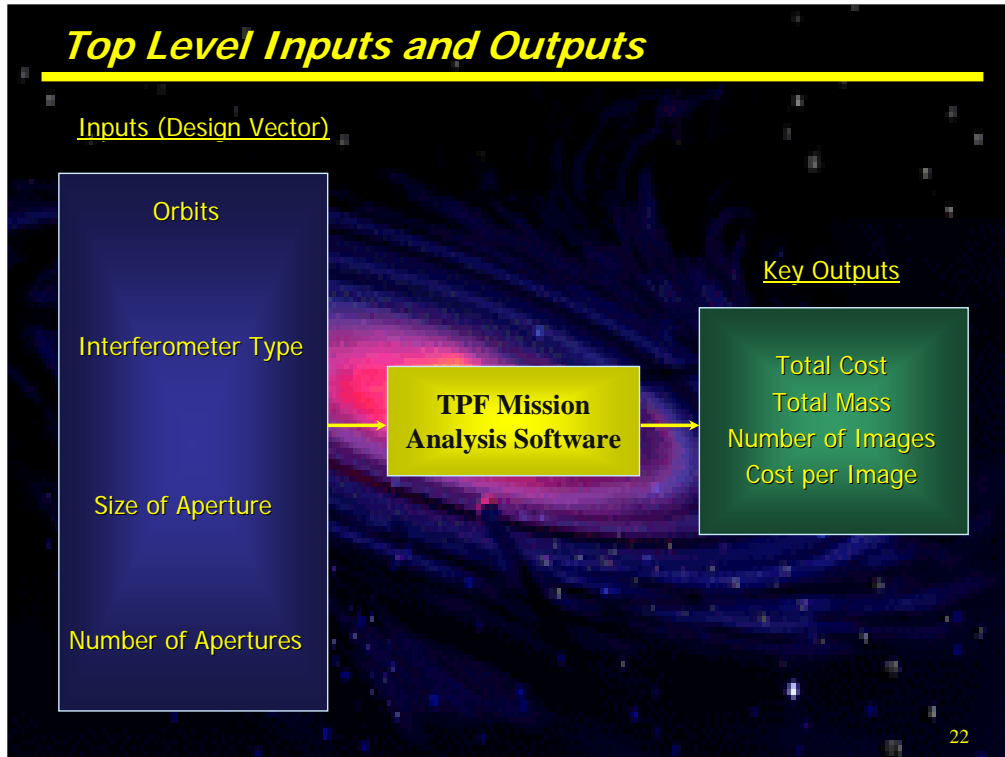 Top Level Inputs and Outputs
Inputs (Design Vector)
Orbits
Interferometer Type
Size of Aperture
Number of Apertures
TPF Mission
Analysis Software
Key Outputs
Total Cost
Total Mass
Number of Images
Cost per Image
22